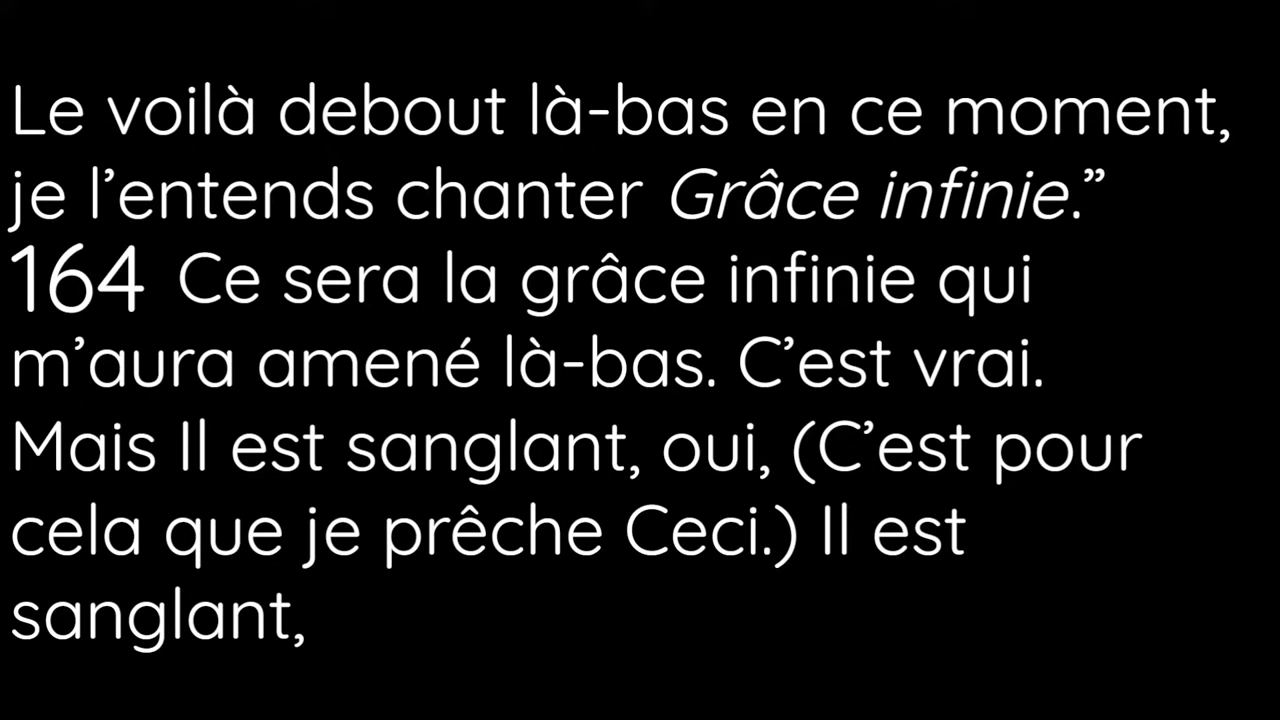 Le voilà debout là-bas en ce moment,
je l’entends chanter Grâce infinie.”
164 Ce sera la grâce infinie qui
m’aura amené là-bas. C’est vrai.
Mais Il est sanglant, oui, (C’est pour
cela que je prêche Ceci.) Il est
sanglant,